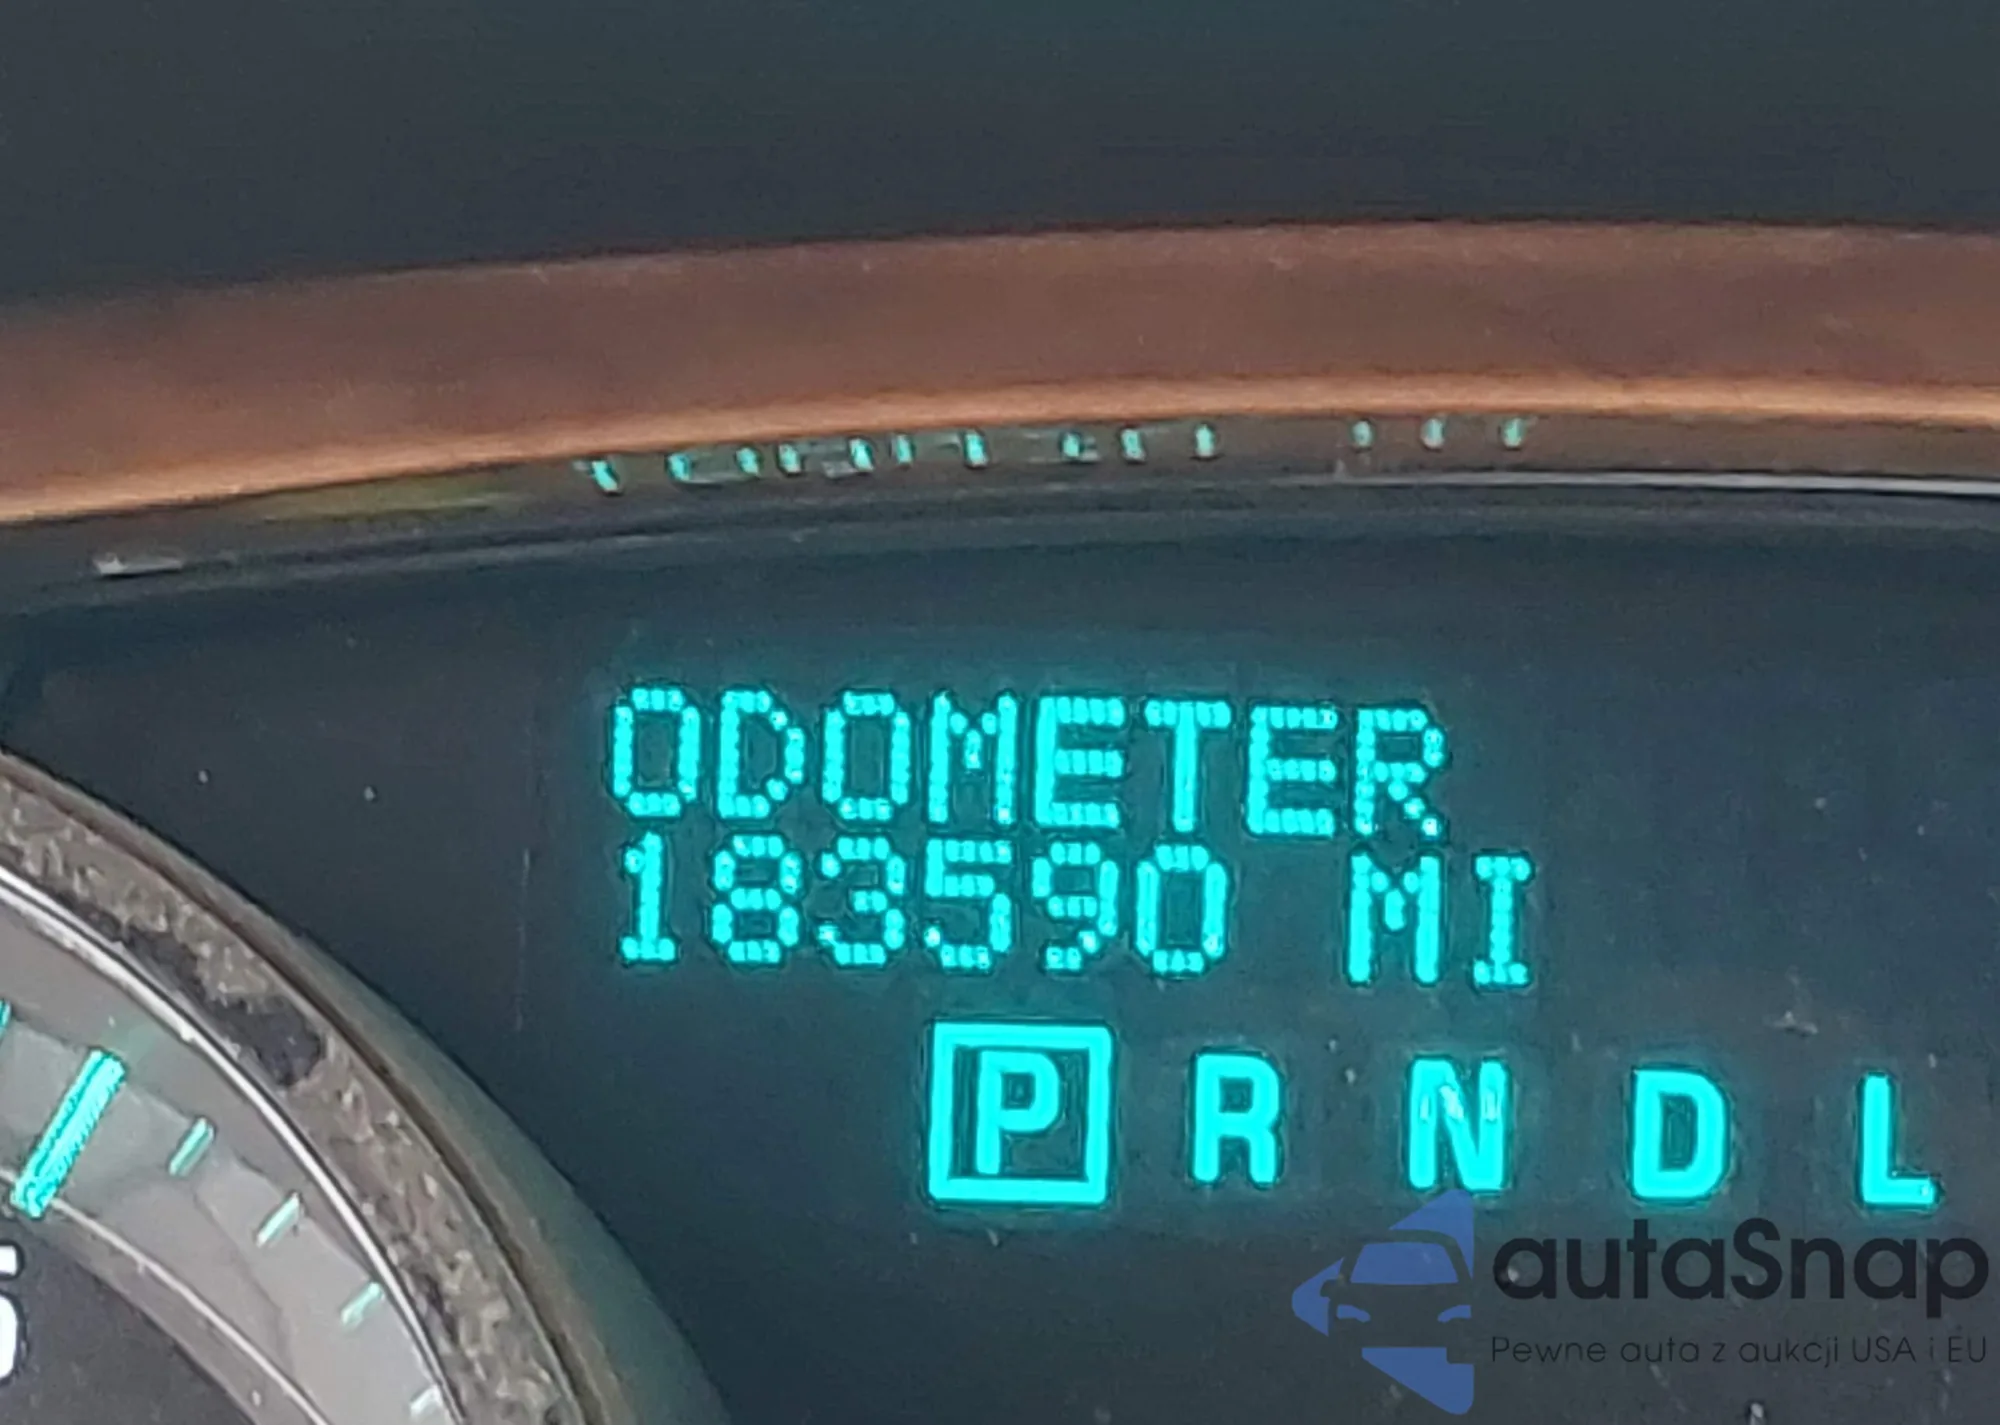 ODOMETER
183590 MI
P R N D L
autaSnap
Pewne auta z aukcji USA i EU